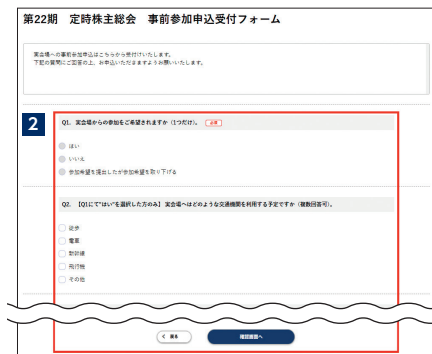 第22期　定時株主総会　事前参加申込受付フォーム
実会場への事前参加申込はこちらから受付けいたします。
下記の質問にご回答の上、お申込いただきますようお願いいたします。
2
Q1. 実会場からの参加をご希望されますか（1つだけ）。 必須
はい
いいえ
参加希望を提出したが参加希望を取り下げる
Q2. 【Q1にて"はい"を選択した方のみ】 実会場へはどのような交通機関を利用する予定ですか（複数回答可）。
徒歩
電車
新幹線
飛行機
その他
< 戻る
確認画面へ